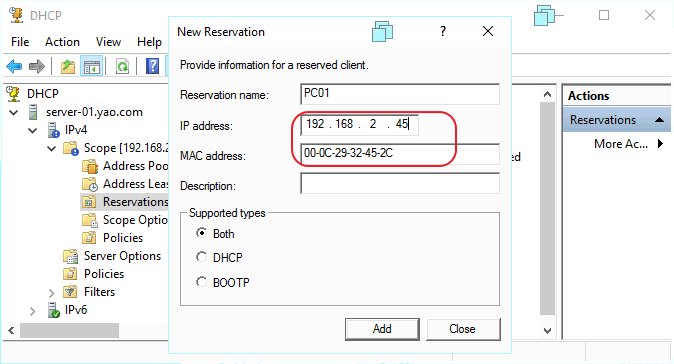 DHCP
File Action View Help
DHCP
server-01.yao.com
IPv4
Scope [192.168.2
Address Poo
Address Leas
Reservations
Scope Optio
Policies
Server Options
Policies
Filters
IPv6
New Reservation
Provide information for a reserved client.
Reservation name: PC01
IP address: 192 . 168 . 2 . 45
MAC address: 00-0C-29-32-45-2C
Description:
Supported types
Both
DHCP
BOOTP
Add Close
ed
Actions
Reservations
More Ac...